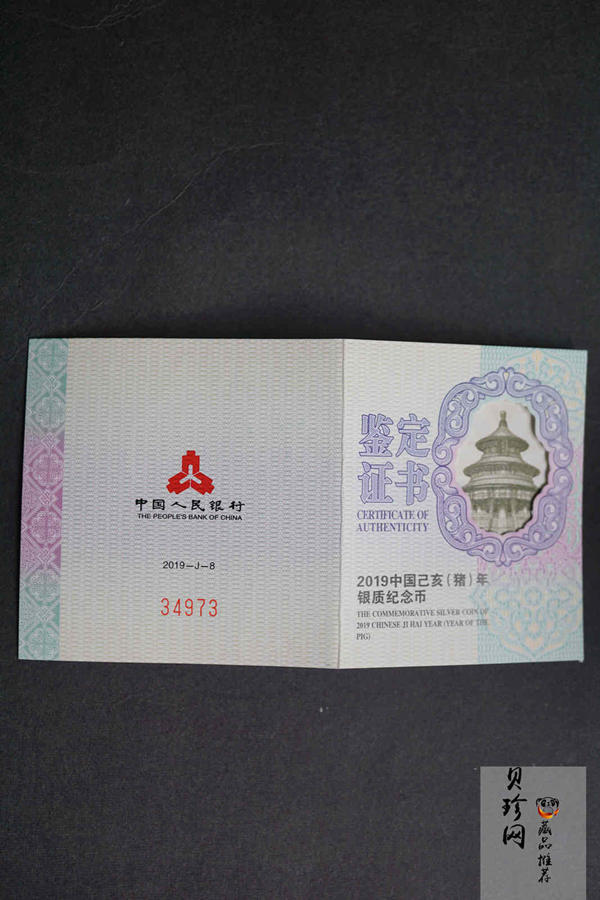 中国人民银行
THE PEOPLE'S BANK OF CHINA
2019-J-8
34973
鉴定
证书
CERTIFICATE OF
AUTHENTICITY
2019中国己亥(猪)年
银质纪念币
THE COMMEMORATIVE SILVER COIN OF
2019 CHINESE JI HAI YEAR (YEAR OF THE
PIG)
贝珍网
藏品推荐